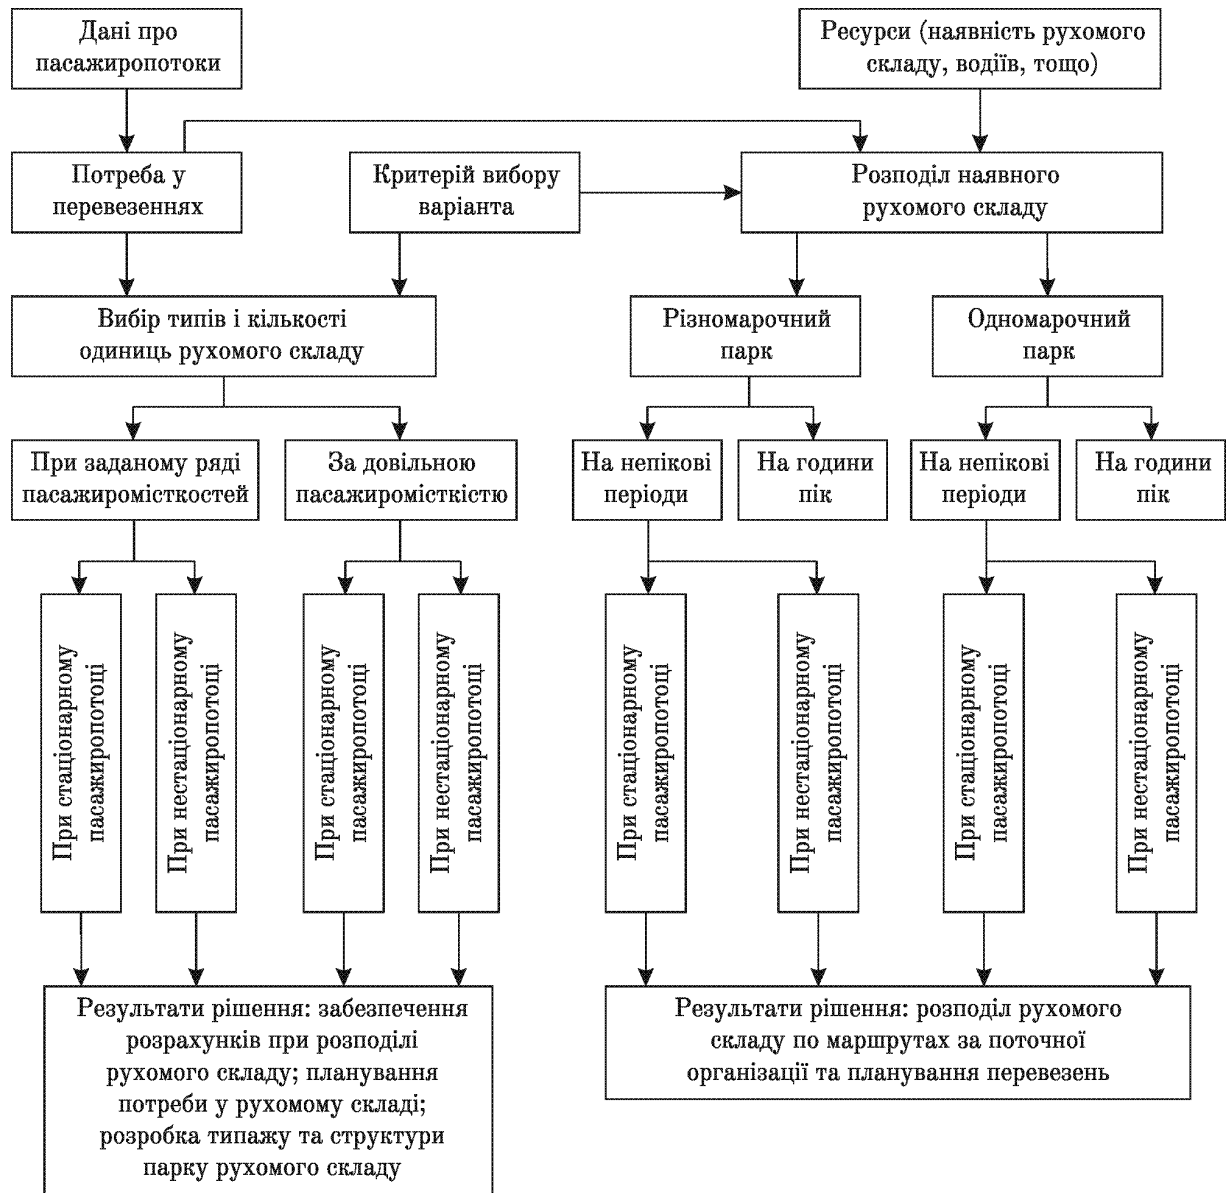 Дані про
пасажиропотоки
Ресурси (наявність рухомого
складу, водіїв, тощо)
Потреба у
перевезеннях
Критерій вибору
варіанта
Розподіл наявного
рухомого складу
Вибір типів і кількості
одиниць рухомого складу
Різномарочний
парк
Одномарочний
парк
При заданому ряді
пасажиромісткостей
За довільною
пасажиромісткістю
На непікові
періоди
На години
пік
На непікові
періоди
На години
пік
При стаціонарному
пасажиропотоці
При нестаціонарному
пасажиропотоці
При стаціонарному
пасажиропотоці
При нестаціонарному
пасажиропотоці
При стаціонарному
пасажиропотоці
При нестаціонарному
пасажиропотоці
При стаціонарному
пасажиропотоці
При нестаціонарному
пасажиропотоці
Результати рішення: забезпечення
розрахунків при розподілі
рухомого складу; планування
потреби у рухомому складі;
розробка типажу та структури
парку рухомого складу
Результати рішення: розподіл рухомого
складу по маршрутах за поточної
організації та планування перевезень